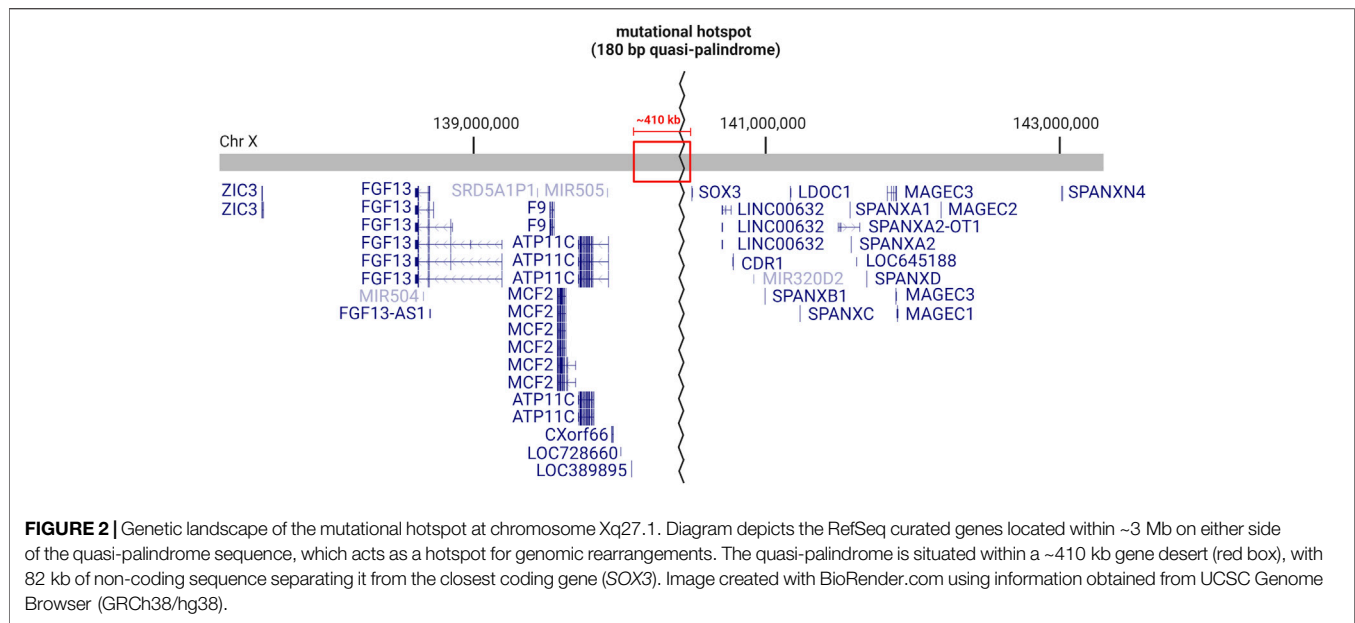 mutational hotspot
(180 bp quasi-palindrome)
139,000,000 ~410 kb 141,000,000 143,000,000
Chr X
ZIC3 FGF13 SRD5A1P1 MIR505 SOX3 LDOC1 MAGEC3 SPANXN4
ZIC3 FGF13 F9 LINC00632 SPANXA1 MAGEC2
FGF13 F9 LINC00632 SPANXA2-OT1
FGF13 ATP11C LINC00632 SPANXA2
FGF13 ATP11C CDR1 LOC645188
FGF13 ATP11C MIR320D2 SPANXD
MIR504 MCF2 SPANXB1 MAGEC3
FGF13-AS1 MCF2 SPANXC MAGEC1
MCF2
MCF2
MCF2
MCF2
ATP11C
ATP11C
CXorf66
LOC728660
LOC389895
FIGURE 2 | Genetic landscape of the mutational hotspot at chromosome Xq27.1. Diagram depicts the RefSeq curated genes located within ~3 Mb on either side
of the quasi-palindrome sequence, which acts as a hotspot for genomic rearrangements. The quasi-palindrome is situated within a ~410 kb gene desert (red box), with
82 kb of non-coding sequence separating it from the closest coding gene (SOX3). Image created with BioRender.com using information obtained from UCSC Genome
Browser (GRCh38/hg38).